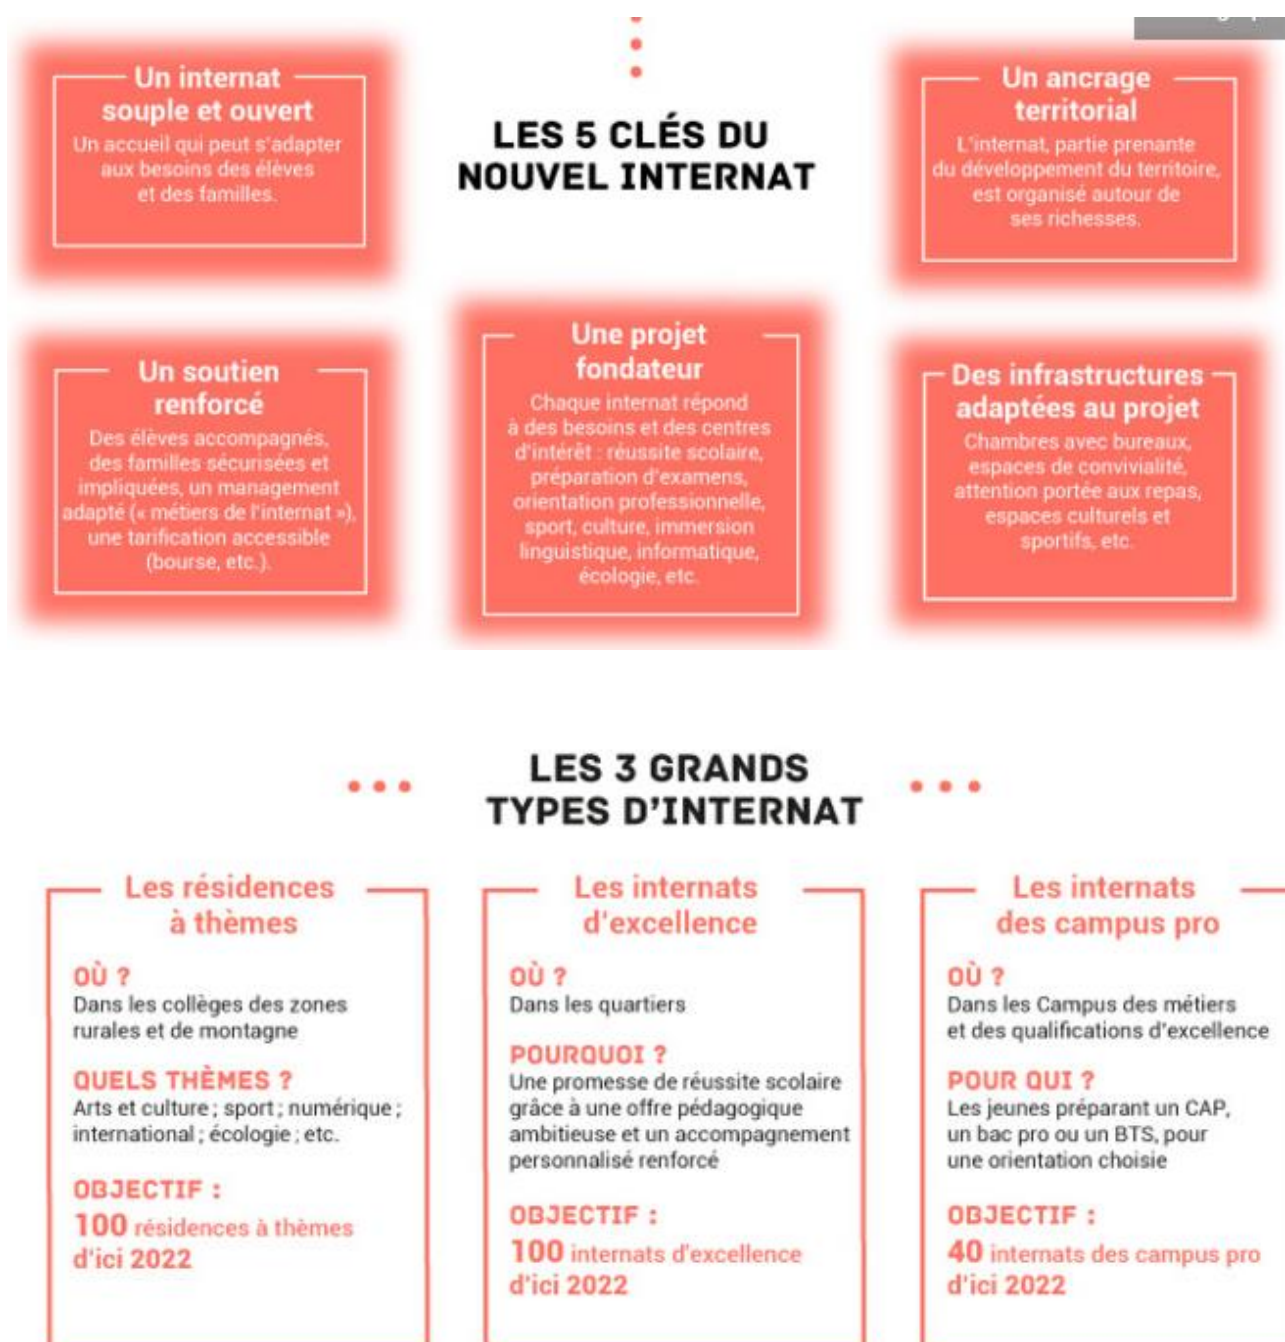 Un internat
souple et ouvert
Un accueil qui peut s'adapter
aux besoins des élèves
et des familles.
LES 5 CLÉS DU
NOUVEL INTERNAT
Un ancrage
territorial
L'internat, partie prenante
du développement du territoire,
est organisé autour de
ses richesses.
Un soutien
renforcé
Des élèves accompagnés,
des familles sécurisées et
impliquées, un management
adapté (« métiers de l'internat »),
une tarification accessible
(bourse, etc.).
Une projet
fondateur
Chaque internat répond
à des besoins et des centres
d'intérêt : réussite scolaire,
préparation d'examens,
orientation professionnelle,
sport, culture, immersion
linguistique, informatique,
écologie, etc.
Des infrastructures
adaptées au projet
Chambres avec bureaux,
espaces de convivialité,
attention portée aux repas,
espaces culturels et
sportifs, etc.
LES 3 GRANDS
TYPES D'INTERNAT
Les résidences
à thèmes
OÙ ?
Dans les collèges des zones
rurales et de montagne
QUELS THÈMES ?
Arts et culture ; sport ; numérique ;
international ; écologie ; etc.
OBJECTIF :
100 résidences à thèmes
d'ici 2022
Les internats
d'excellence
OÙ ?
Dans les quartiers
POURQUOI ?
Une promesse de réussite scolaire
grâce à une offre pédagogique
ambitieuse et un accompagnement
personnalisé renforcé
OBJECTIF :
100 internats d'excellence
d'ici 2022
Les internats
des campus pro
OÙ ?
Dans les Campus des métiers
et des qualifications d'excellence
POUR QUI ?
Les jeunes préparant un CAP,
un bac pro ou un BTS, pour
une orientation choisie
OBJECTIF :
40 internats des campus pro
d'ici 2022